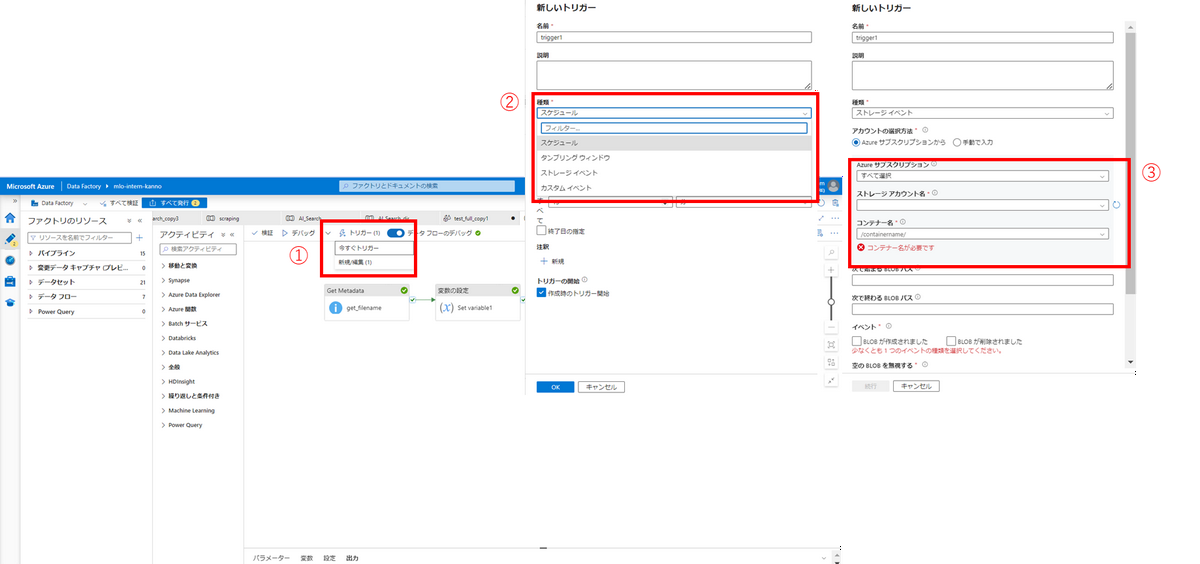 Microsoft Azure
Data Factory
mlo-intern-kanno
ファクトリとドキュメントの検索
Data Factory
すべて検証
すべて発行
2
ファクトリのリソース
リソースを名前でフィルター
パイプライン 15
変更データ キャプチャ (プレビ... 0
データセット 21
データ フロー 7
Power Query 0
arch_copy3
scraping
AI_Search
AI_Search_dir
test_full_copy1
アクティビティ
検索アクティビティ
移動と変換
Synapse
Azure Data Explorer
Azure 関数
Batch サービス
Databricks
Data Lake Analytics
全般
HDInsight
繰り返しと条件付き
Machine Learning
Power Query
検証
デバッグ
トリガー (1)
データ フローのデバッグ
①
今すぐトリガー
新規/編集 (1)
Get Metadata
get_filename
変数の設定
(X)
Set variable1
パラメーター
変数
設定
出力
新しいトリガー
名前 *
trigger1
説明
②
種類 *
スケジュール
フィルター...
スケジュール
タンブリング ウィンドウ
ストレージ イベント
カスタム イベント
べ
て
終了日の指定
注釈
新規
トリガーの開始
作成時のトリガー開始
OK
キャンセル
新しいトリガー
名前 *
trigger1
説明
種類 *
ストレージ イベント
アカウントの選択方法 *
Azure サブスクリプションから
手動で入力
③
Azure サブスクリプション
すべて選択
ストレージ アカウント名 *
コンテナー名 *
/containername/
コンテナー名が必要です
次で始まる BLOB パス
次で終わる BLOB パス
イベント *
BLOB が作成されました
BLOB が削除されました
少なくとも 1 つのイベントの種類を選択してください。
空の BLOB を無視する *
続行
キャンセル